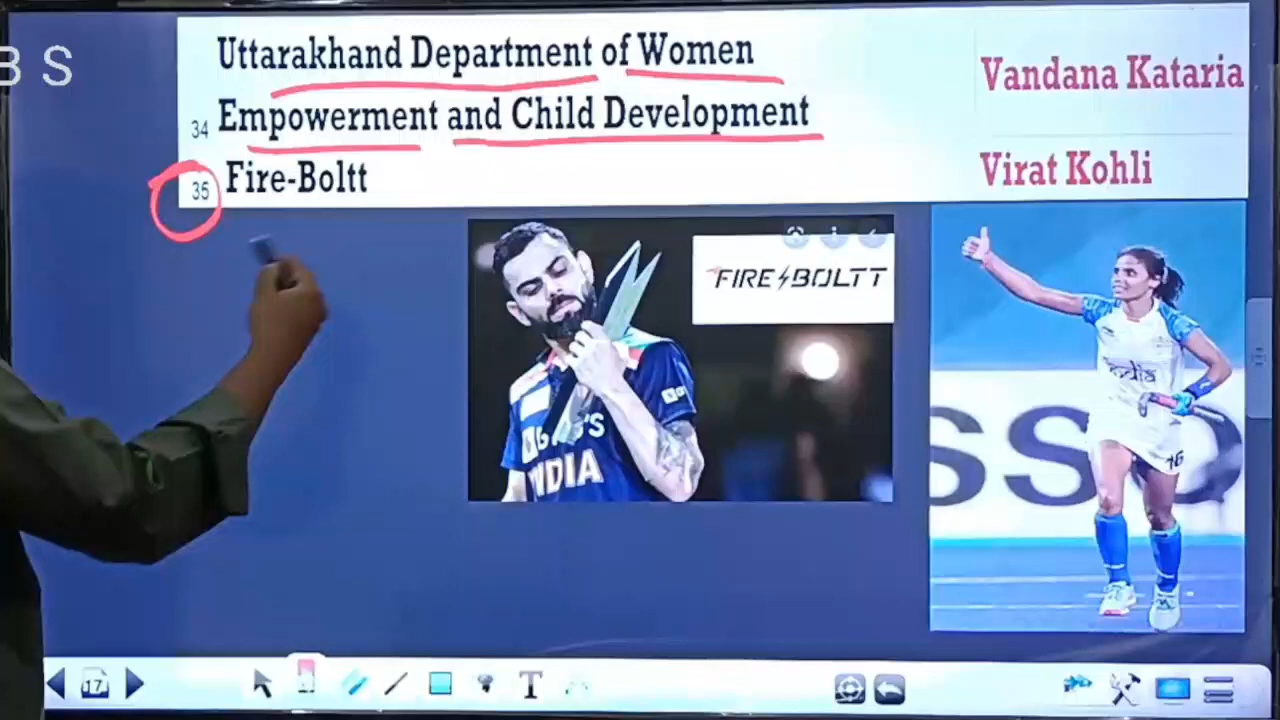 B S
Uttarakhand Department of Women
34 Empowerment and Child Development
Vandana Kataria
35 Fire-Boltt
Virat Kohli
FIRE BOLTT
INDIA
India
16
SSO
17
T